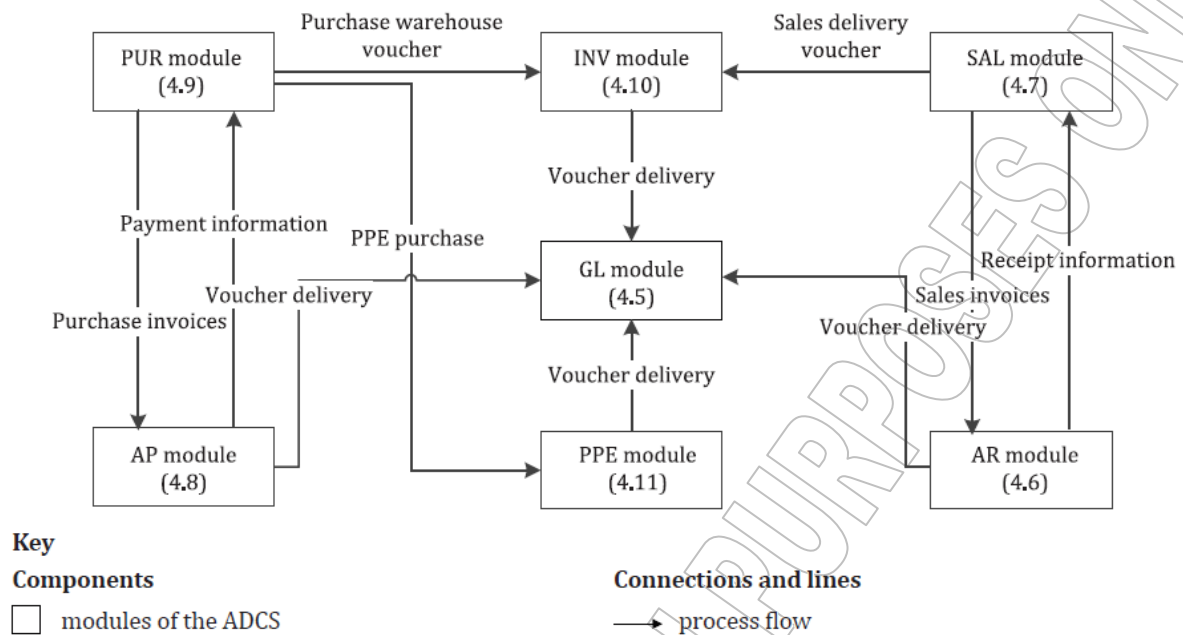 Purchase warehouse
voucher
Sales delivery
voucher
PUR module
(4.9)
INV module
(4.10)
SAL module
(4.7)
Voucher delivery
Payment information
PPE purchase
GL module
(4.5)
Receipt information
Voucher delivery
Sales invoices
Purchase invoices
Voucher delivery
Voucher delivery
AP module
(4.8)
PPE module
(4.11)
AR module
(4.6)
Key
Components
Connections and lines
modules of the ADCS
process flow
PURPOSES